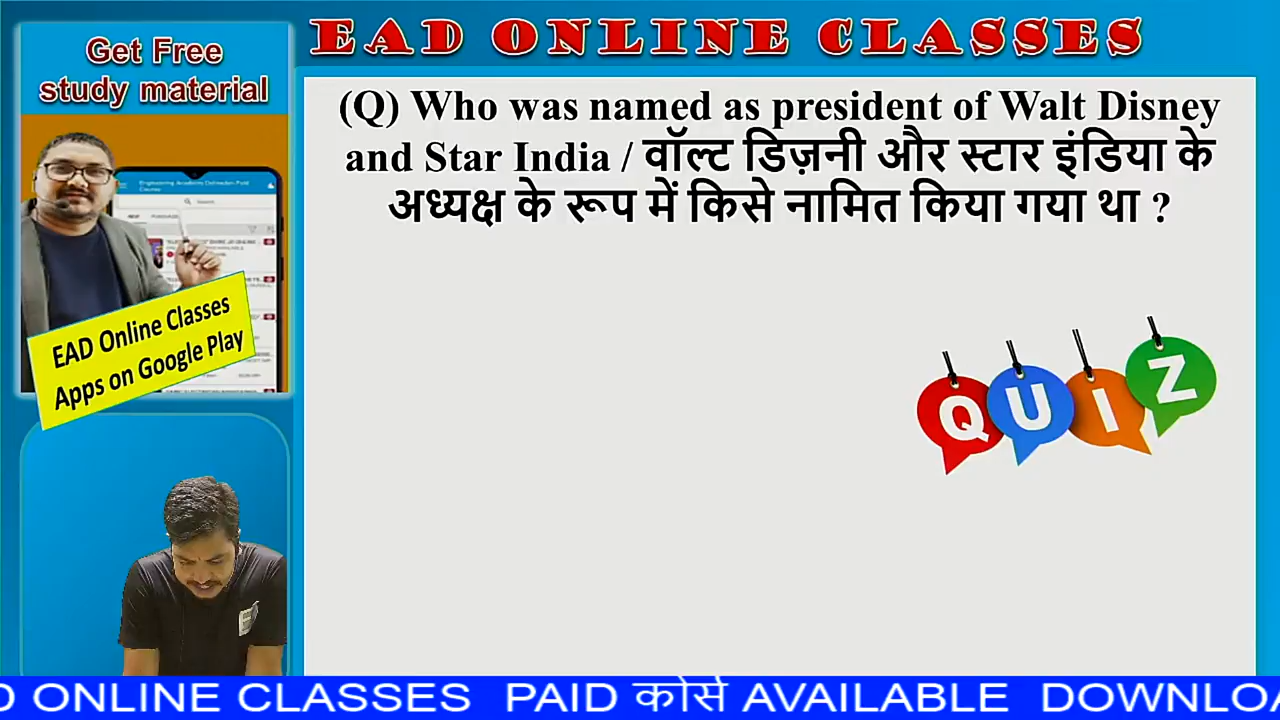 Get Free
study material
EAD Online Classes
Apps on Google Play
EAD ONLINE CLASSES
(Q) Who was named as president of Walt Disney
and Star India / वॉल्ट डिज़नी और स्टार इंडिया के
अध्यक्ष के रूप में किसे नामित किया गया था ?
QUIZ
D ONLINE CLASSES PAID कोर्स AVAILABLE DOWNLOA